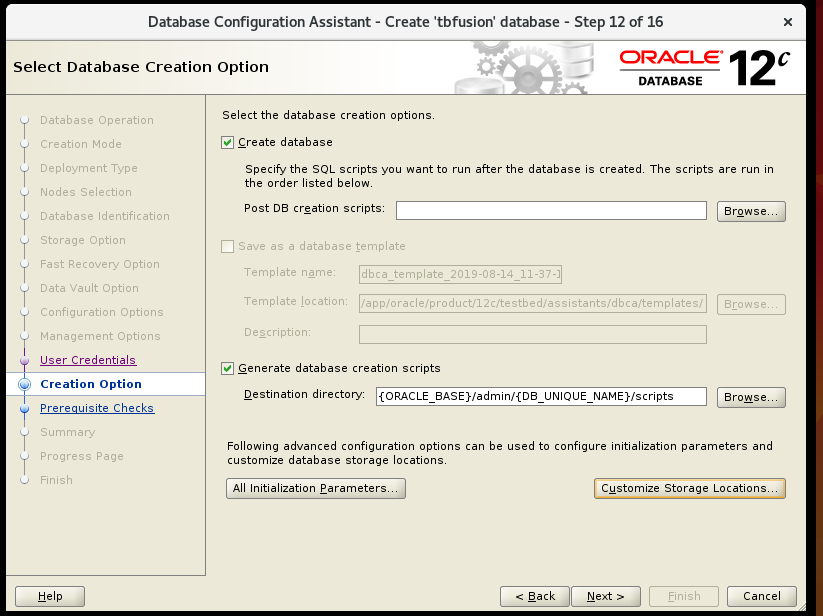 Database Configuration Assistant - Create 'tbfusion' database - Step 12 of 16
×
Select Database Creation Option
ORACLE®
DATABASE
12c
Database Operation
Creation Mode
Deployment Type
Nodes Selection
Database Identification
Storage Option
Fast Recovery Option
Data Vault Option
Configuration Options
Management Options
User Credentials
Creation Option
Prerequisite Checks
Summary
Progress Page
Finish
Select the database creation options.
Create database
Specify the SQL scripts you want to run after the database is created. The scripts are run in
the order listed below.
Post DB creation scripts:
Browse...
Save as a database template
Template name: dbca_template_2019-08-14_11-37-1
Template location: /app/oracle/product/12c/testbed/assistants/dbca/templates/ Browse...
Description:
Generate database creation scripts
Destination directory: {ORACLE_BASE}/admin/{DB_UNIQUE_NAME}/scripts Browse...
Following advanced configuration options can be used to configure initialization parameters and
customize database storage locations.
All Initialization Parameters... Customize Storage Locations...
Help < Back Next > Finish Cancel